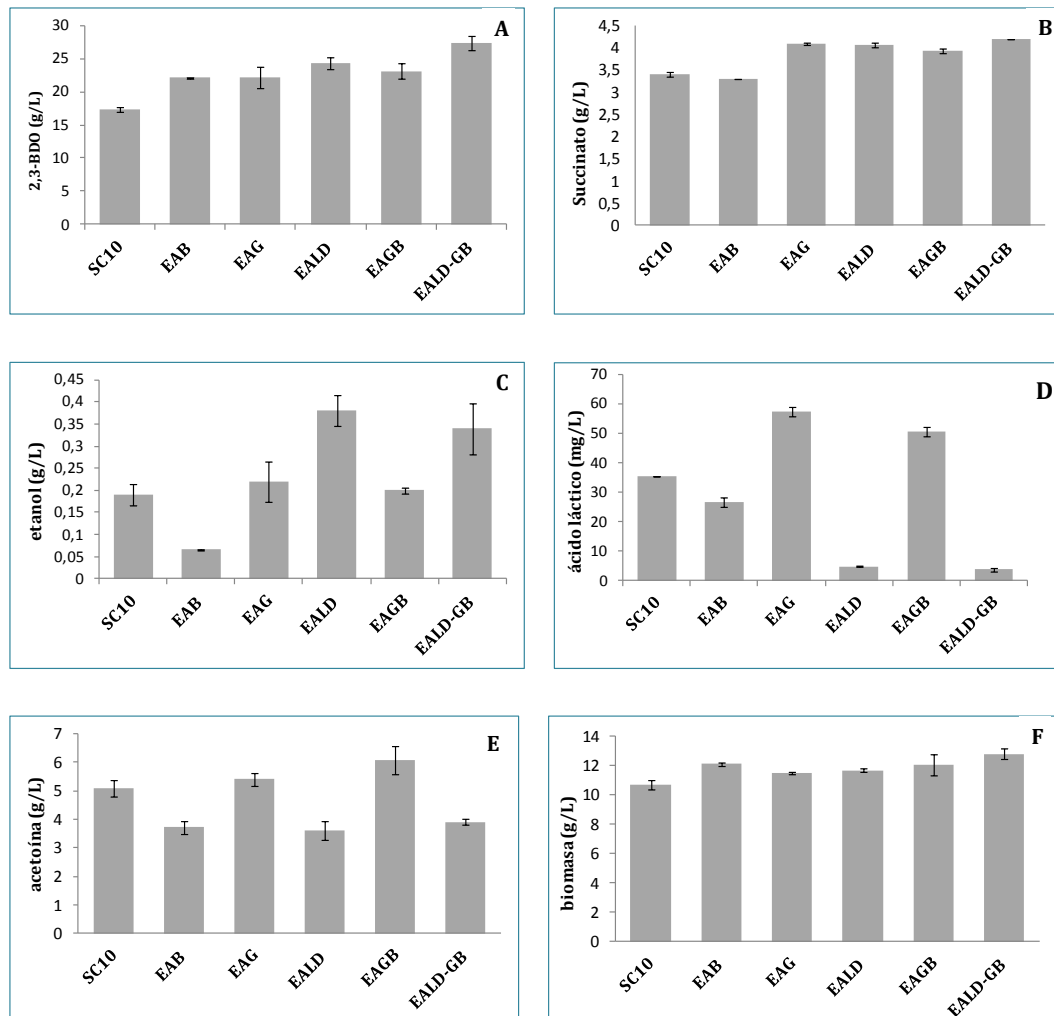 A
2,3-BDO (g/L)
30
25
20
15
10
5
0
SC10
EAB
EAG
EALD
EAGB
EALD-GB
B
Succinato (g/L)
4,5
4
3,5
3
2,5
2
1,5
1
0,5
0
SC10
EAB
EAG
EALD
EAGB
EALD-GB
C
etanol (g/L)
0,45
0,4
0,35
0,3
0,25
0,2
0,15
0,1
0,05
0
SC10
EAB
EAG
EALD
EAGB
EALD-GB
D
ácido láctico (mg/L)
70
60
50
40
30
20
10
0
SC10
EAB
EAG
EALD
EAGB
EALD-GB
E
acetoína (g/L)
7
6
5
4
3
2
1
0
SC10
EAB
EAG
EALD
EAGB
EALD-GB
F
biomasa (g/L)
14
12
10
8
6
4
2
0
SC10
EAB
EAG
EALD
EAGB
EALD-GB